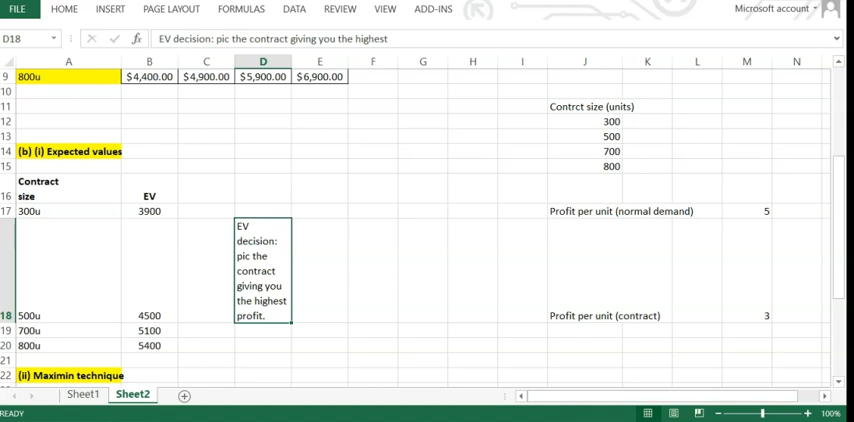 FILE HOME INSERT PAGE LAYOUT FORMULAS DATA REVIEW VIEW ADD-INS Microsoft account
D18 fx EV decision: pic the contract giving you the highest
A B C D E F G H I J K L M N
9 800u $4,400.00 $4,900.00 $5,900.00 $6,900.00
10
11 Contrct size (units)
12 300
13 500
14 (b) (i) Expected values 700
15 800
Contract
16 size EV
17 300u 3900 Profit per unit (normal demand) 5
EV
decision:
pic the
contract
giving you
the highest
18 500u 4500 profit. Profit per unit (contract) 3
19 700u 5100
20 800u 5400
21
22 (ii) Maximin technique
Sheet1 Sheet2
READY 100%